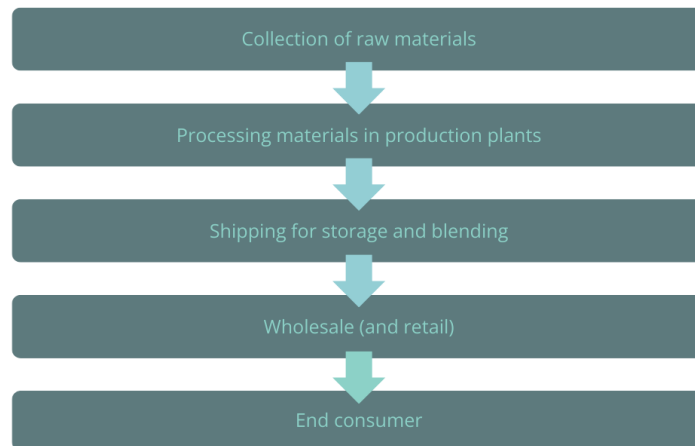 Collection of raw materials
Processing materials in production plants
Shipping for storage and blending
Wholesale (and retail)
End consumer